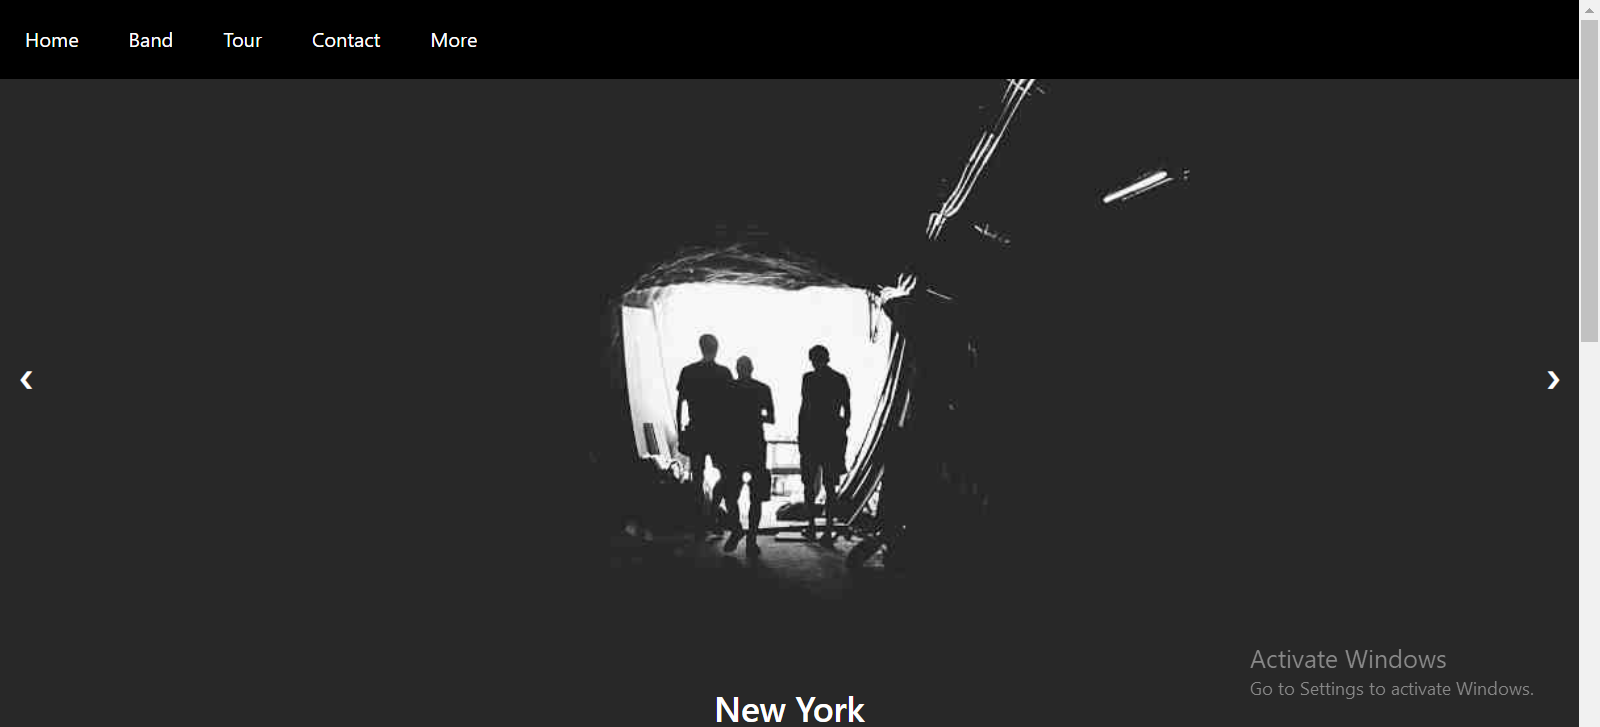 Home Band Tour Contact More
❮ ❯
New York
Activate Windows
Go to Settings to activate Windows.